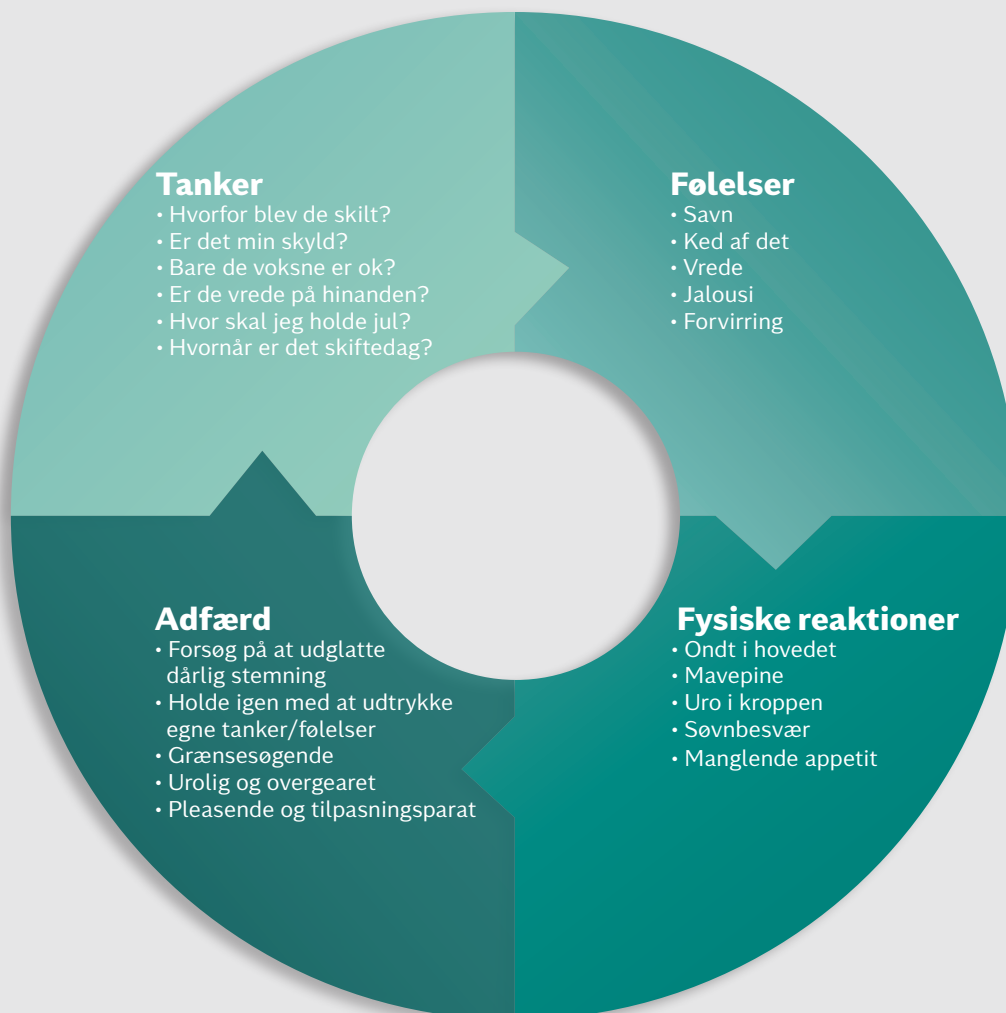 Tanker
• Hvorfor blev de skilt?
• Er det min skyld?
• Bare de voksne er ok?
• Er de vrede på hinanden?
• Hvor skal jeg holde jul?
• Hvornår er det skiftedag?
Følelser
• Savn
• Ked af det
• Vrede
• Jalousi
• Forvirring
Fysiske reaktioner
• Ondt i hovedet
• Mavepine
• Uro i kroppen
• Søvnbesvær
• Manglende appetit
Adfærd
• Forsøg på at udglatte
dårlig stemning
• Holde igen med at udtrykke
egne tanker/følelser
• Grænsesøgende
• Urolig og overgearet
• Pleasende og tilpasningsparat